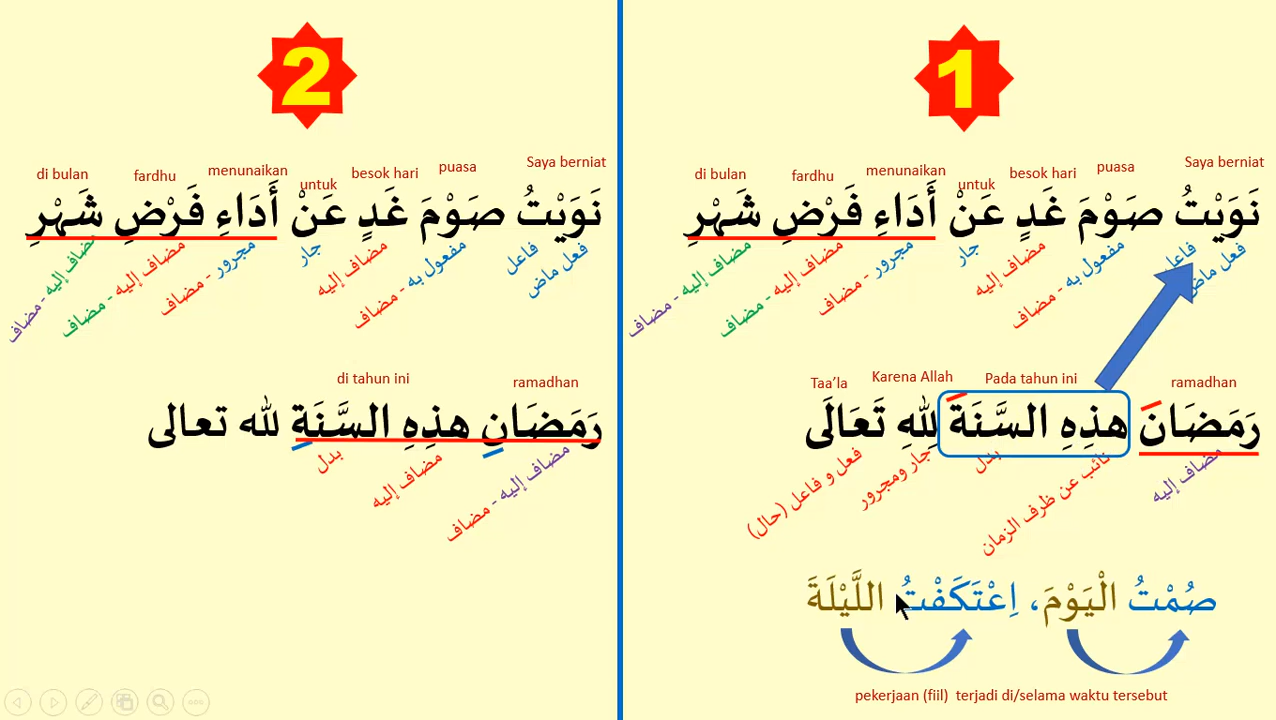 1
Saya berniat puasa besok hari untuk menunaikan fardhu di bulan
نَوَيْتُ صَوْمَ غَدٍ عَنْ أَدَاءِ فَرْضِ شَهْرِ
فعل ماض فاعل مفعول به - مضاف مضاف إليه جار مجرور - مضاف مضاف إليه - مضاف مضاف إليه - مضاف
ramadhan Pada tahun ini Karena Allah Taa'la
رَمَضَانَ هذِهِ السَّنَةَ لِلّٰهِ تَعَالَى
مضاف إليه نائب عن ظرف الزمان بدل جار ومجرور فعل و فاعل (حال)
صُمْتُ الْيَوْمَ، اِعْتَكَفْتُ اللَّيْلَةَ
pekerjaan (fiil) terjadi di/selama waktu tersebut
2
Saya berniat puasa besok hari untuk menunaikan fardhu di bulan
نَوَيْتُ صَوْمَ غَدٍ عَنْ أَدَاءِ فَرْضِ شَهْرِ
فعل ماض فاعل مفعول به - مضاف مضاف إليه جار مجرور - مضاف مضاف إليه - مضاف مضاف إليه - مضاف
ramadhan di tahun ini
رَمَضَانِ هذِهِ السَّنَةِ لله تعالى
مضاف إليه - مضاف مضاف إليه بدل